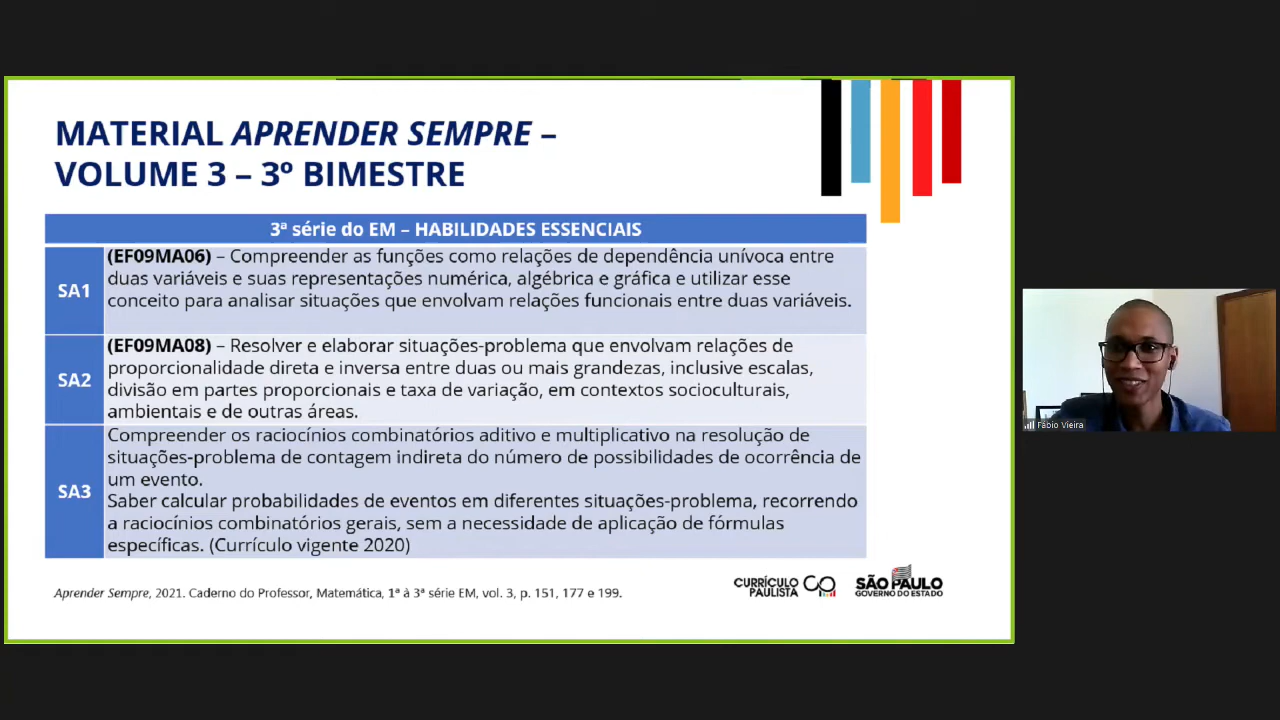 MATERIAL APRENDER SEMPRE –
VOLUME 3 – 3º BIMESTRE
3ª série do EM – HABILIDADES ESSENCIAIS
SA1
(EF09MA06) – Compreender as funções como relações de dependência unívoca entre
duas variáveis e suas representações numérica, algébrica e gráfica e utilizar esse
conceito para analisar situações que envolvam relações funcionais entre duas variáveis.
SA2
(EF09MA08) – Resolver e elaborar situações-problema que envolvam relações de
proporcionalidade direta e inversa entre duas ou mais grandezas, inclusive escalas,
divisão em partes proporcionais e taxa de variação, em contextos socioculturais,
ambientais e de outras áreas.
SA3
Compreender os raciocínios combinatórios aditivo e multiplicativo na resolução de
situações-problema de contagem indireta do número de possibilidades de ocorrência de
um evento.
Saber calcular probabilidades de eventos em diferentes situações-problema, recorrendo
a raciocínios combinatórios gerais, sem a necessidade de aplicação de fórmulas
específicas. (Currículo vigente 2020)
Aprender Sempre, 2021. Caderno do Professor, Matemática, 1ª à 3ª série EM, vol. 3, p. 151, 177 e 199.
CURRÍCULO
PAULISTA
SÃO PAULO
GOVERNO DO ESTADO
Fábio Vieira